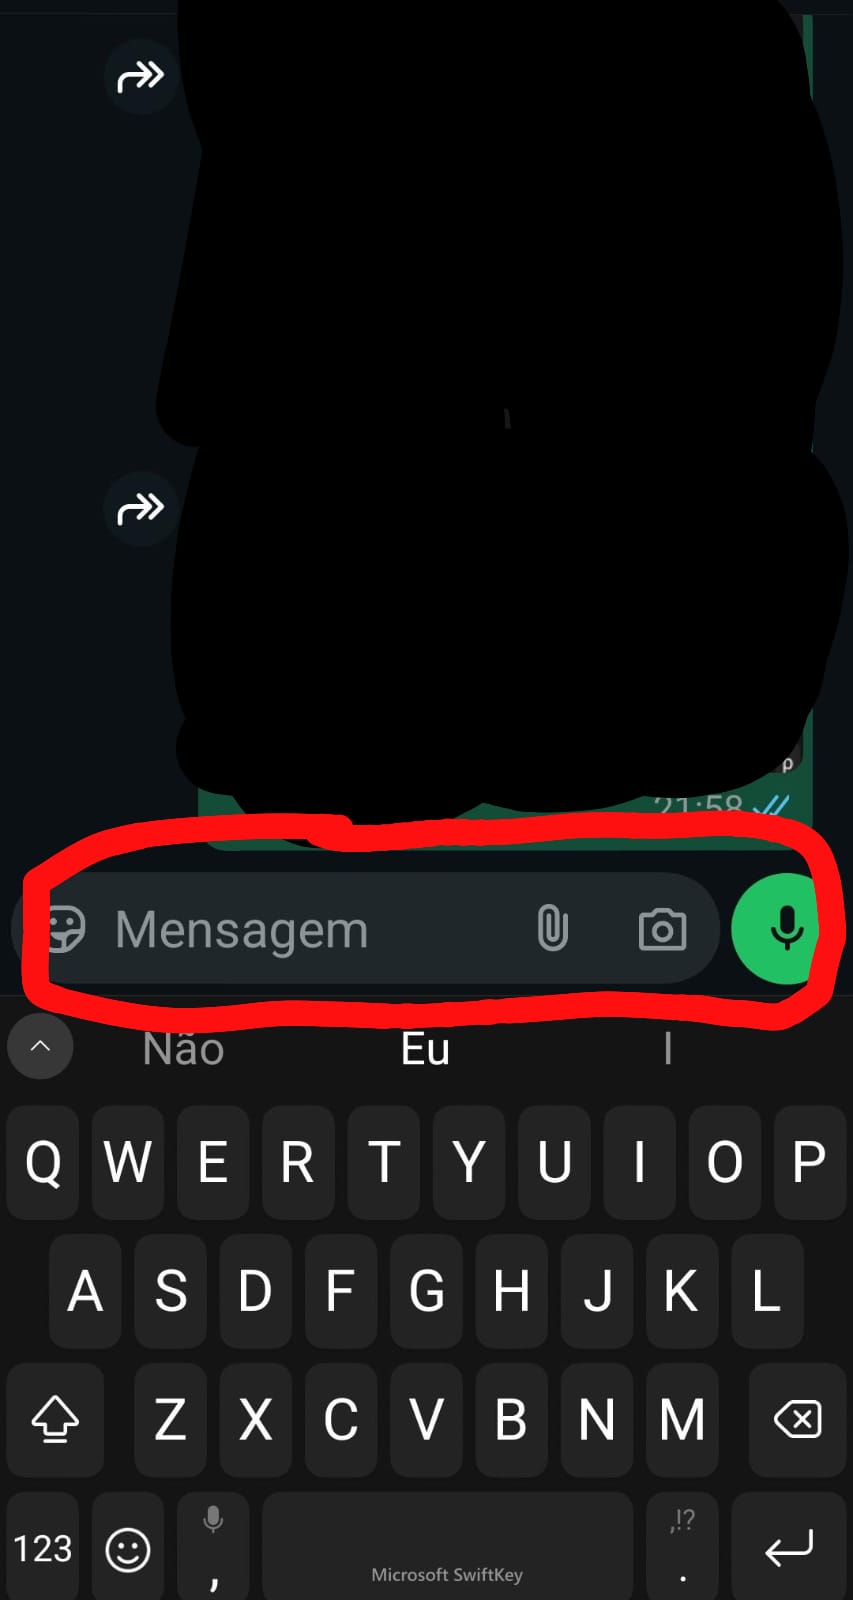 21:58
Mensagem
Não Eu I
Q W E R T Y U I O P
A S D F G H J K L
Z X C V B N M
,!?
123 , Microsoft SwiftKey .